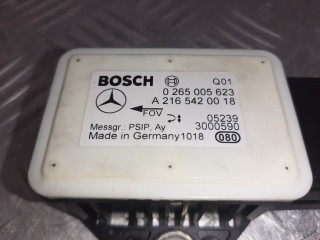 BOSCH Q01
0 265 005 623
A 216 542 00 18
FOV
05239
Messgr.: PSIP, Ay 3000590
Made in Germany 1018 080